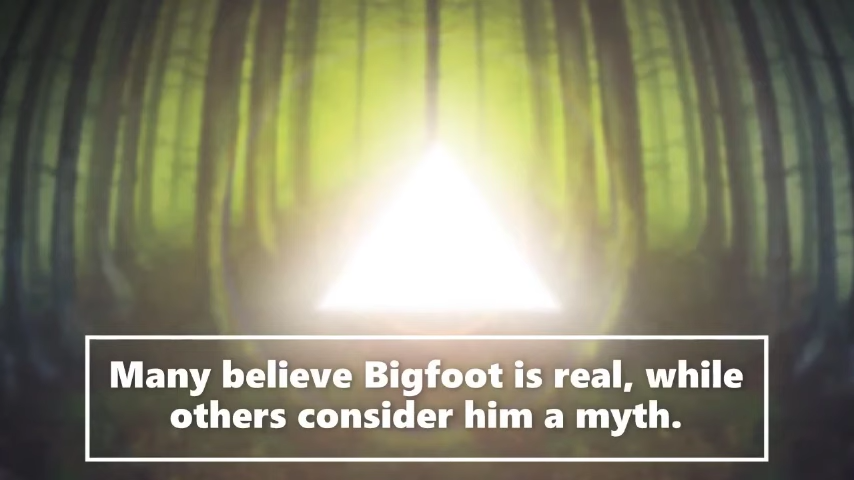 Many believe Bigfoot is real, while
others consider him a myth.